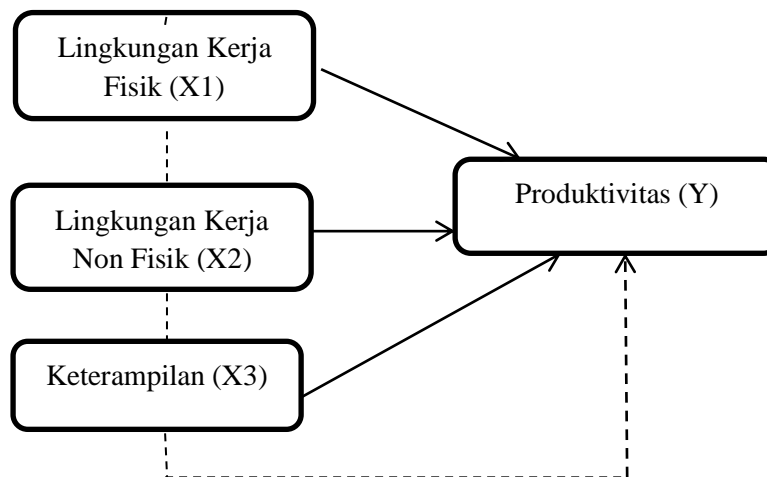 Lingkungan Kerja
Fisik (X1)
Produktivitas (Y)
Lingkungan Kerja
Non Fisik (X2)
Keterampilan (X3)